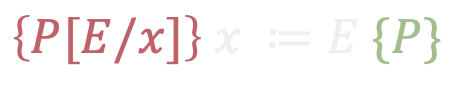 {P[E/x]} x := E {P}